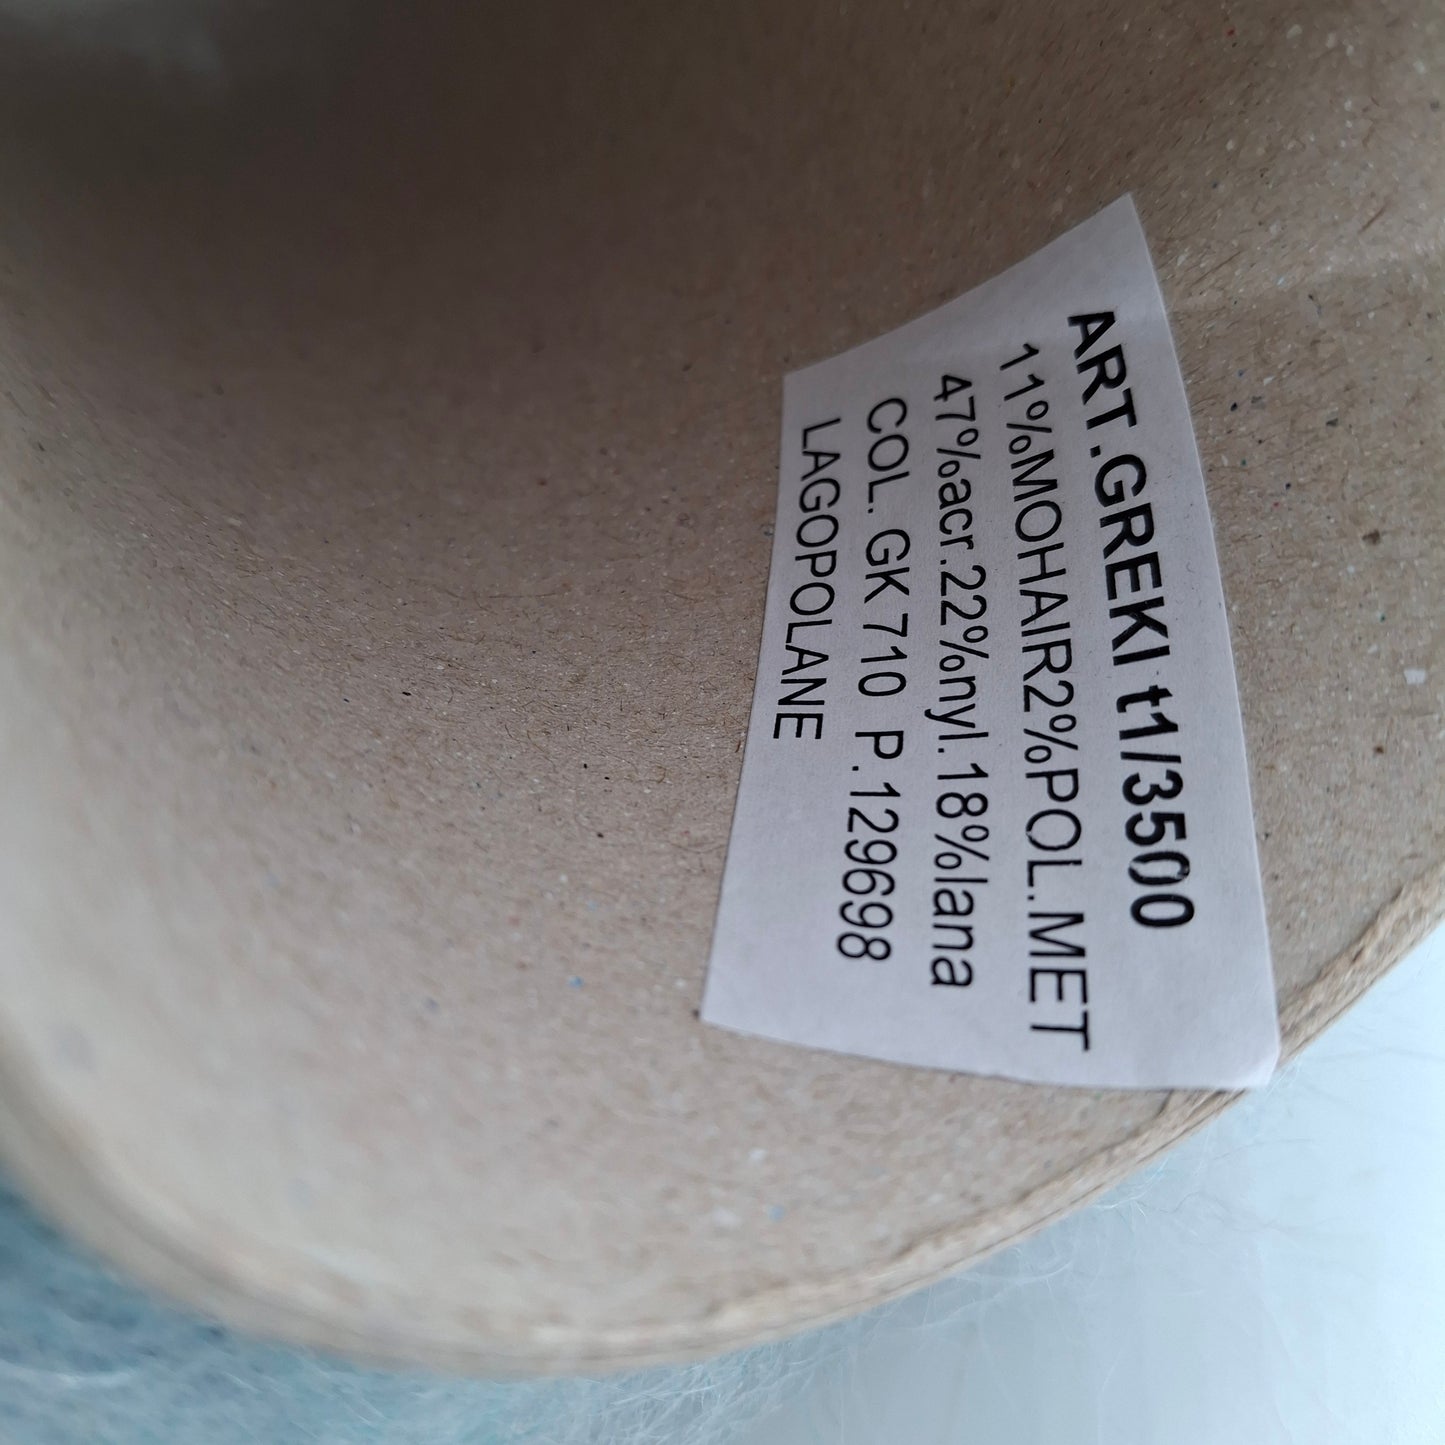 ART.GREKI t1/3500
11%MOHAIR2%POL.MET
47%acr.22%nyl.18%lana
COL. GK 710 P.129698
LAGOPOLANE